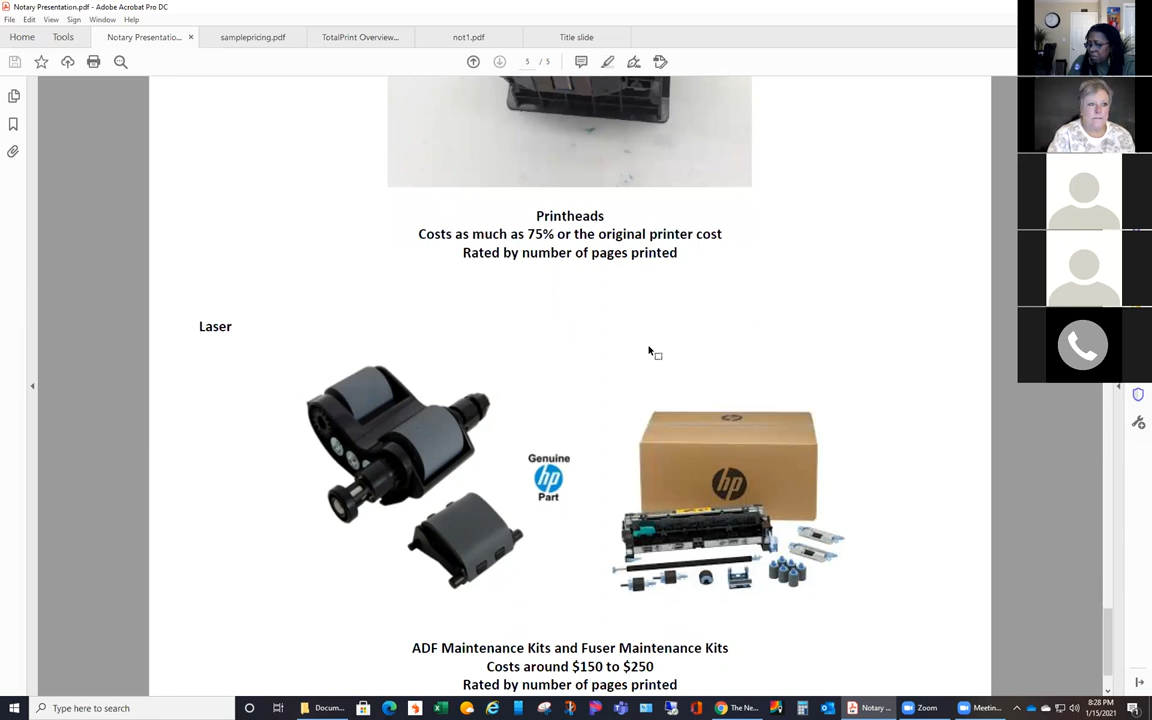 Notary Presentation.pdf - Adobe Acrobat Pro DC
File Edit View Sign Window Help
Home Tools Notary Presentatio... × samplepricing.pdf TotalPrint Overview... not1.pdf Title slide
5 / 5
Printheads
Costs as much as 75% or the original printer cost
Rated by number of pages printed
Laser
Genuine
hp
Part
hp
ADF Maintenance Kits and Fuser Maintenance Kits
Costs around $150 to $250
Rated by number of pages printed
Type here to search
Docum...
The Ne...
Notary ...
Zoom
Meetin...
8:28 PM
1/15/2021